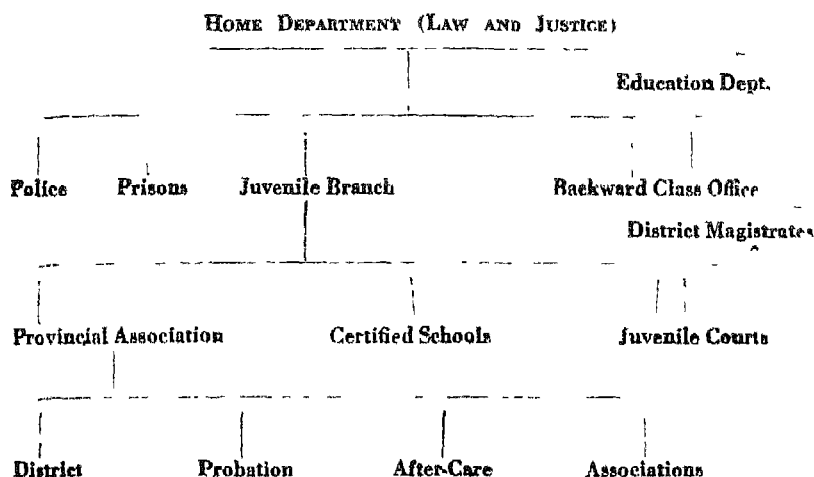 HOME DEPARTMENT (LAW AND JUSTICE)
Education Dept.
Police Prisons Juvenile Branch Backward Class Office
District Magistrates
Provincial Association Certified Schools Juvenile Courts
District Probation After-Care Associations